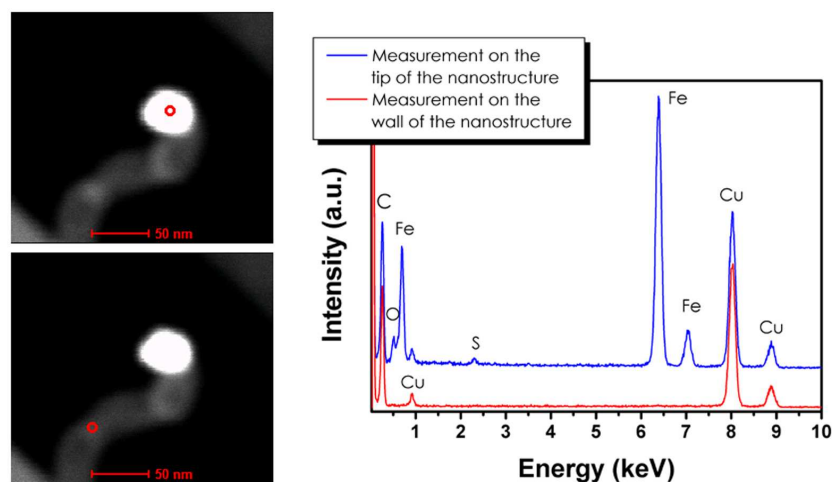 50 nm
50 nm
Measurement on the
tip of the nanostructure
Measurement on the
wall of the nanostructure
Intensity (a.u.)
C
O
Fe
Cu
S
Fe
Fe
Cu
Cu
1 2 3 4 5 6 7 8 9 10
Energy (keV)